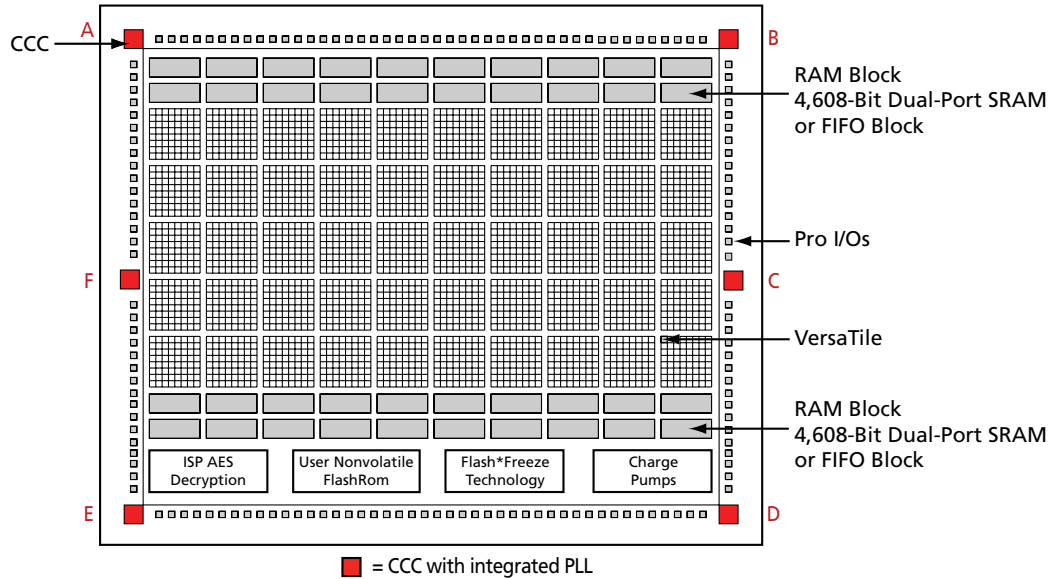 A
CCC
B
RAM Block
4,608-Bit Dual-Port SRAM
or FIFO Block
Pro I/Os
F
C
VersaTile
RAM Block
4,608-Bit Dual-Port SRAM
or FIFO Block
ISP AES
Decryption
User Nonvolatile
FlashRom
Flash*Freeze
Technology
Charge
Pumps
E
D
= CCC with integrated PLL